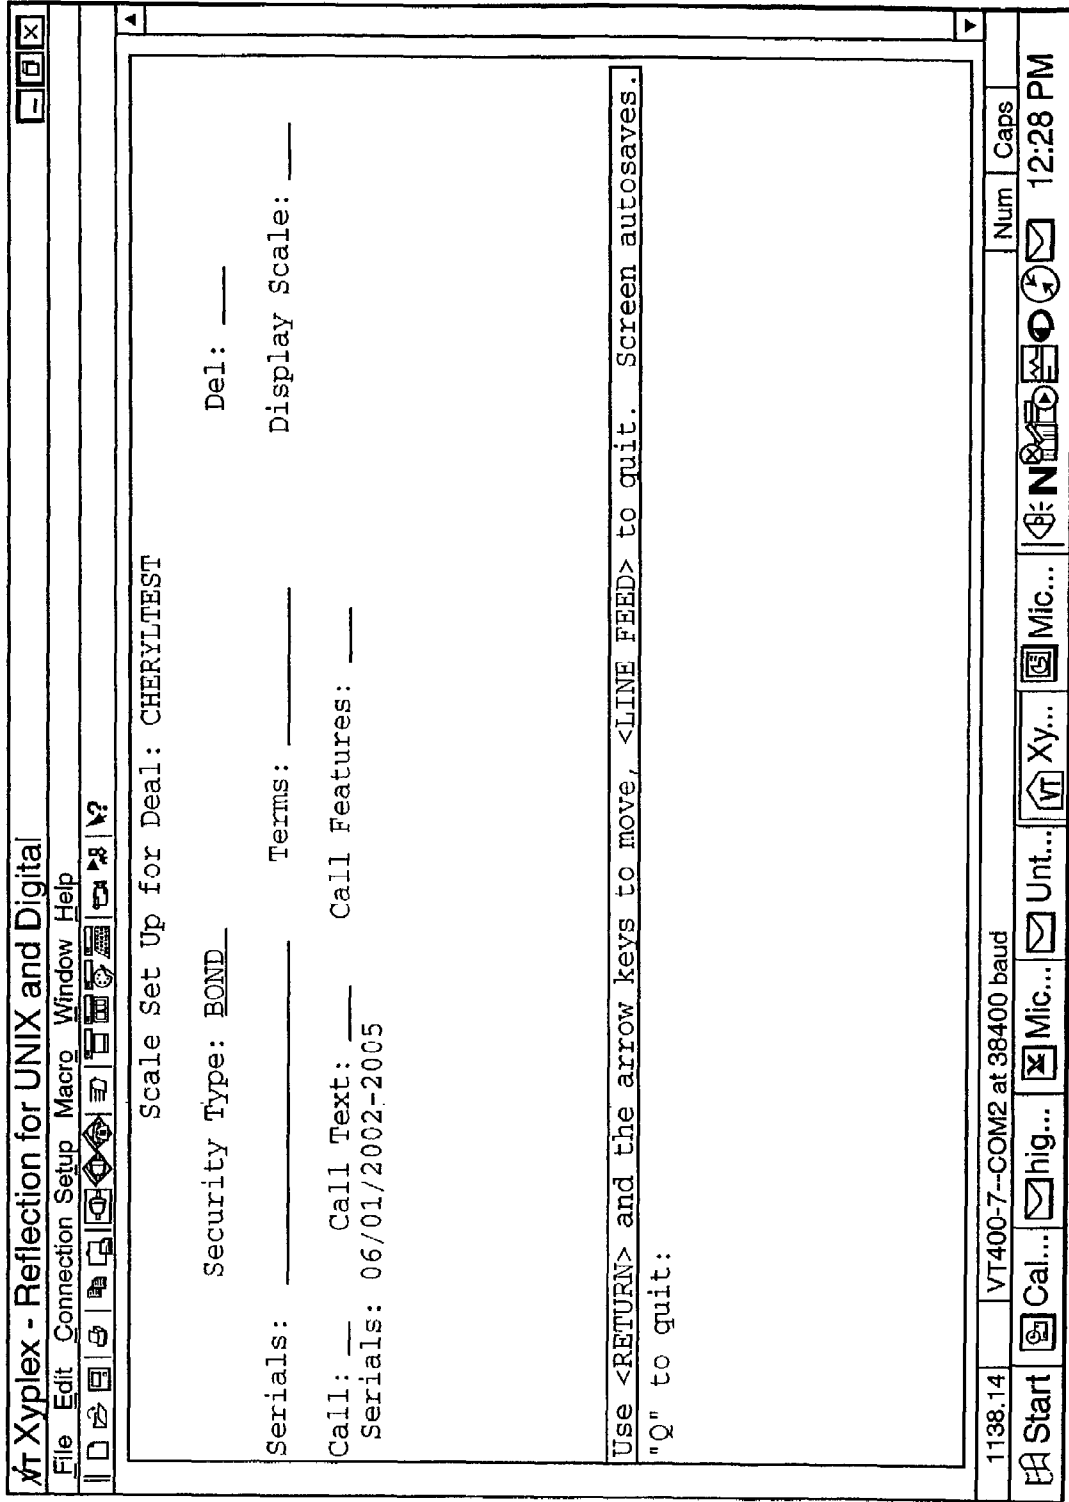 VT Xyplex - Reflection for UNIX and Digital
File Edit Connection Setup Macro Window Help
Scale Set Up for Deal: CHERYLTEST
Security Type: BOND Del:
Serials: Terms: Display Scale:
Call: Call Text: Call Features:
Serials: 06/01/2002-2005
Use <RETURN> and the arrow keys to move, <LINE FEED> to quit. Screen autosaves.
"Q" to quit:
1138.14 VT400-7--COM2 at 38400 baud Num Caps
Start Cal... hig... Mic... Unt... VT Xy... Mic... N 12:28 PM